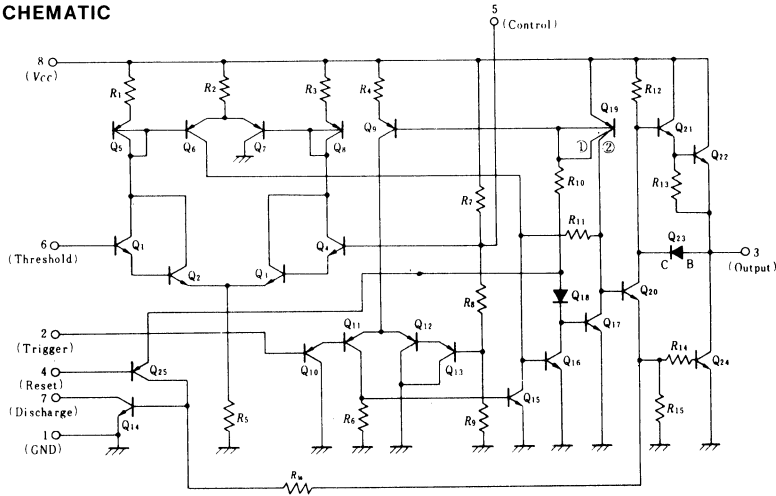 CHEMATIC
5
(Control)
8
(Vcc)
R1
R2
R3
R4
R12
Q19
Q5
Q6
Q7
Q8
Q9
Q21
Q22
① ②
R7
R10
R13
R11
6
(Threshold)
Q1
Q2
Q1
Q4
Q23
C B
3
(Output)
R8
Q18
Q20
Q17
2
(Trigger)
Q11
Q12
Q10
Q13
Q16
R14
Q24
4
(Reset)
Q25
7
(Discharge)
Q14
R5
R6
R9
Q15
R15
1
(GND)
R16